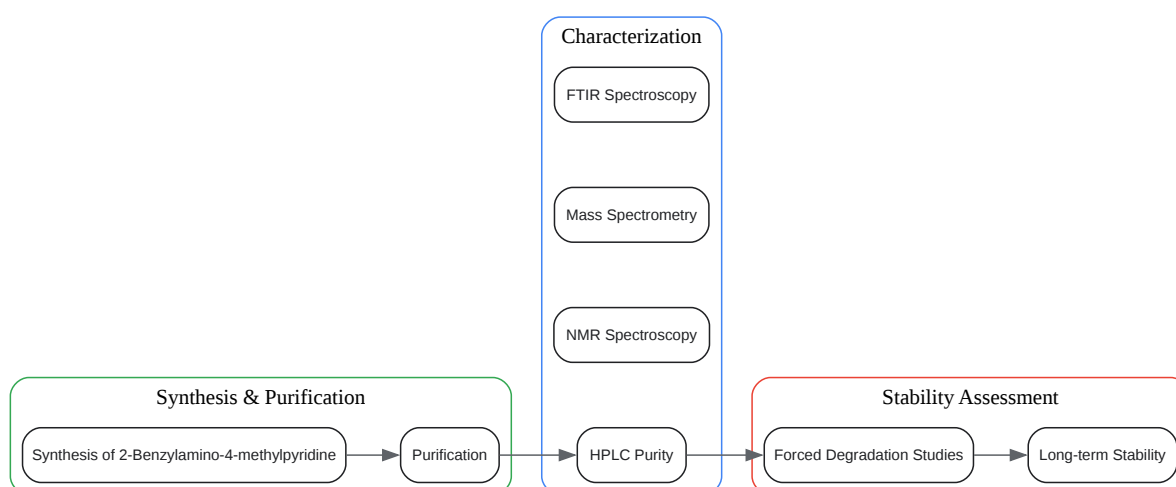 Characterization
FTIR Spectroscopy
Mass Spectrometry
NMR Spectroscopy
Synthesis & Purification
Stability Assessment
Synthesis of 2-Benzylamino-4-methylpyridine
Purification
HPLC Purity
Forced Degradation Studies
Long-term Stability